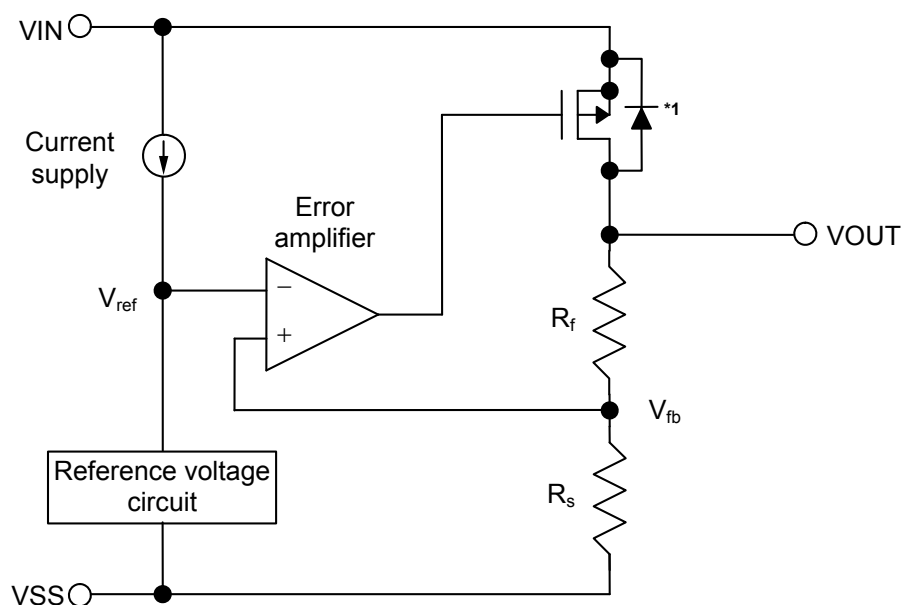 VIN
*1
Current
supply
Error
amplifier
VOUT
Vref
−
+
Rf
Vfb
Reference voltage
circuit
Rs
VSS